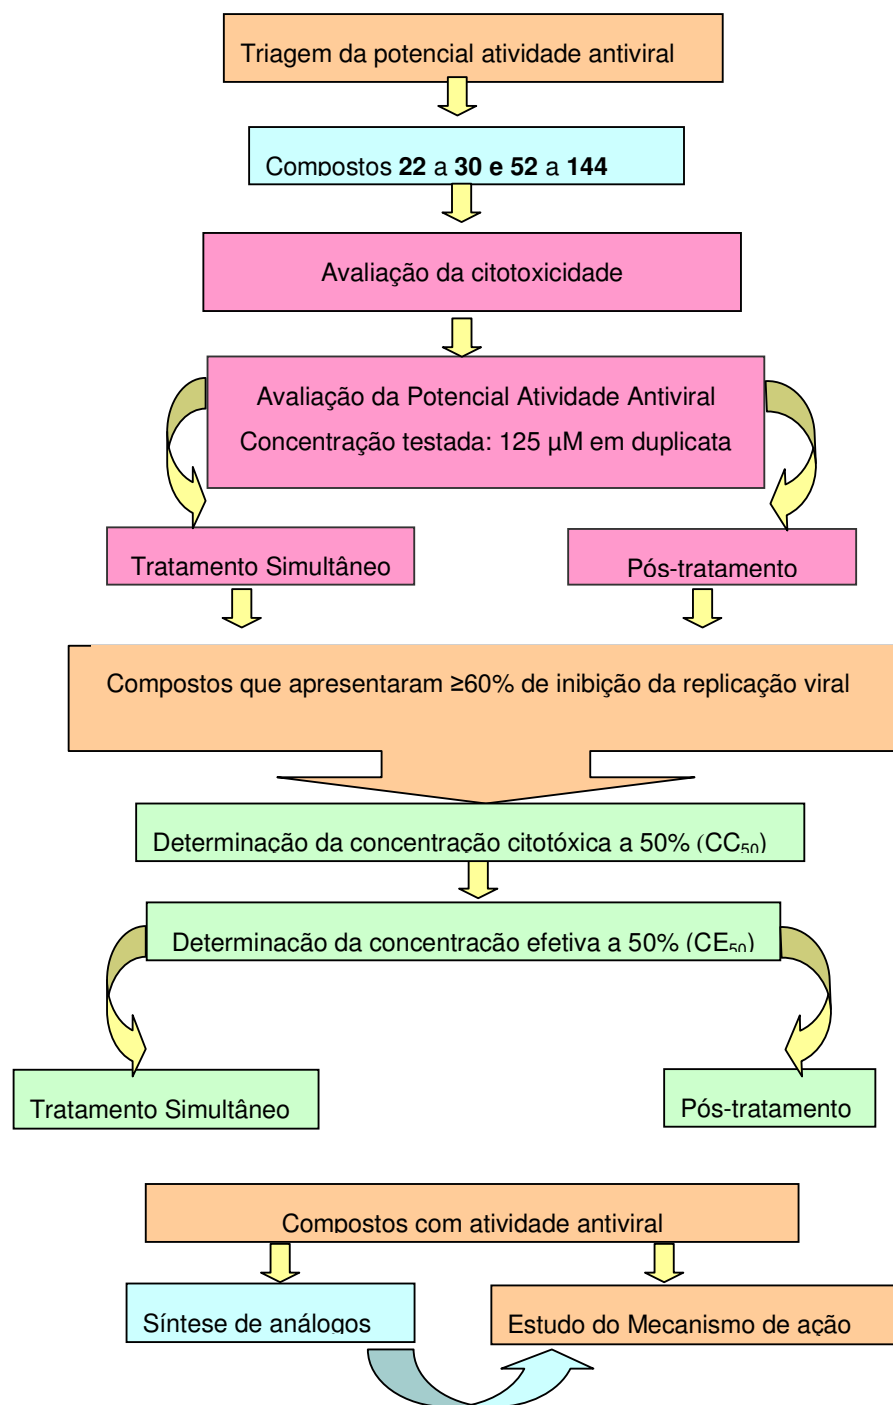 Triagem da potencial atividade antiviral
Compostos 22 a 30 e 52 a 144
Avaliação da citotoxicidade
Avaliação da Potencial Atividade Antiviral
Concentração testada: 125 µM em duplicata
Tratamento Simultâneo
Pós-tratamento
Compostos que apresentaram ≥60% de inibição da replicação viral
Determinação da concentração citotóxica a 50% (CC₅₀)
Determinação da concentração efetiva a 50% (CE₅₀)
Tratamento Simultâneo
Pós-tratamento
Compostos com atividade antiviral
Síntese de análogos
Estudo do Mecanismo de ação